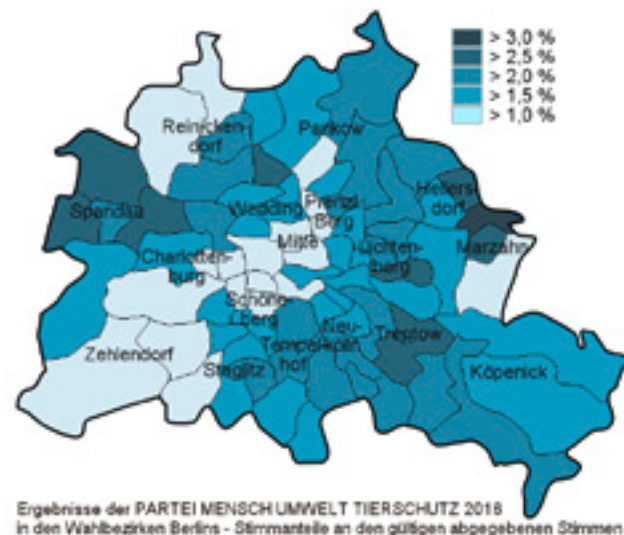 > 3,0 %
> 2,5 %
> 2,0 %
> 1,5 %
> 1,0 %
Reinicken-
dorf
Pankow
Spandau
Wedding
Prenzl.
Berg
Hellers-
dorf
Mitte
Marzahn
Charlotten-
burg
Lichten-
berg
Schöne-
berg
Zehlendorf
Steglitz
Tempel-
hof
Neu-
kölln
Treptow
Köpenick
Ergebnisse der PARTEI MENSCH UMWELT TIERSCHUTZ 2016
in den Wahlbezirken Berlins - Stimmanteile an den gültigen abgegebenen Stimmen